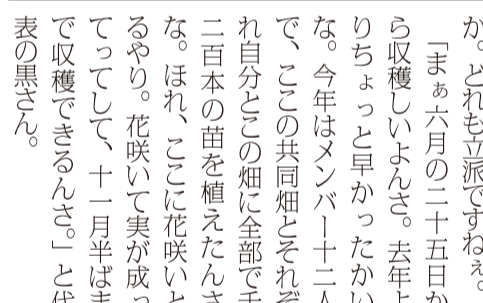 か。どれも立派ですねぇ。
「まぁ六月の二十五日か
ら収穫しいよんさ。去年よ
りちょっと早かったかい
な。今年はメンバー十二人
で、ここの共同畑とそれぞ
れ自分とこの畑に全部で千
二百本の苗を植えたんさ
な。ほれ、ここに花咲いと
るやり。花咲いて実が成っ
てってして、十一月半ばま
で収穫できるんさ。」と代
表の黒さん。